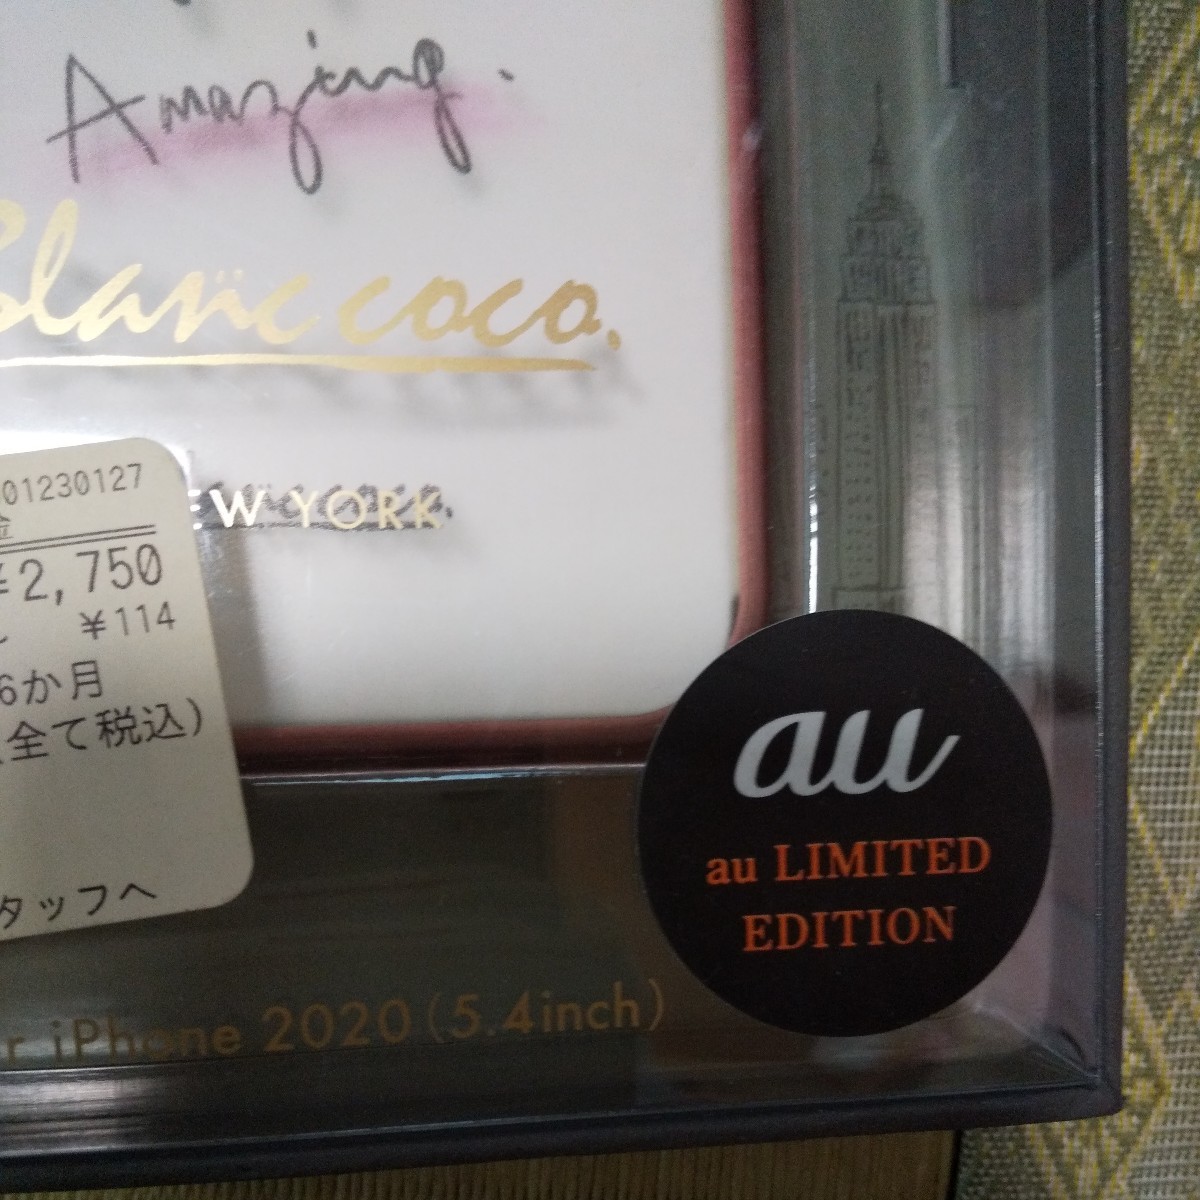 Amazing.
Blanc coco.
NEW YORK
01230127
金
¥2,750
¥114
6か月
(全て税込)
タッフへ
au
au LIMITED
EDITION
r iPhone 2020(5.4inch)